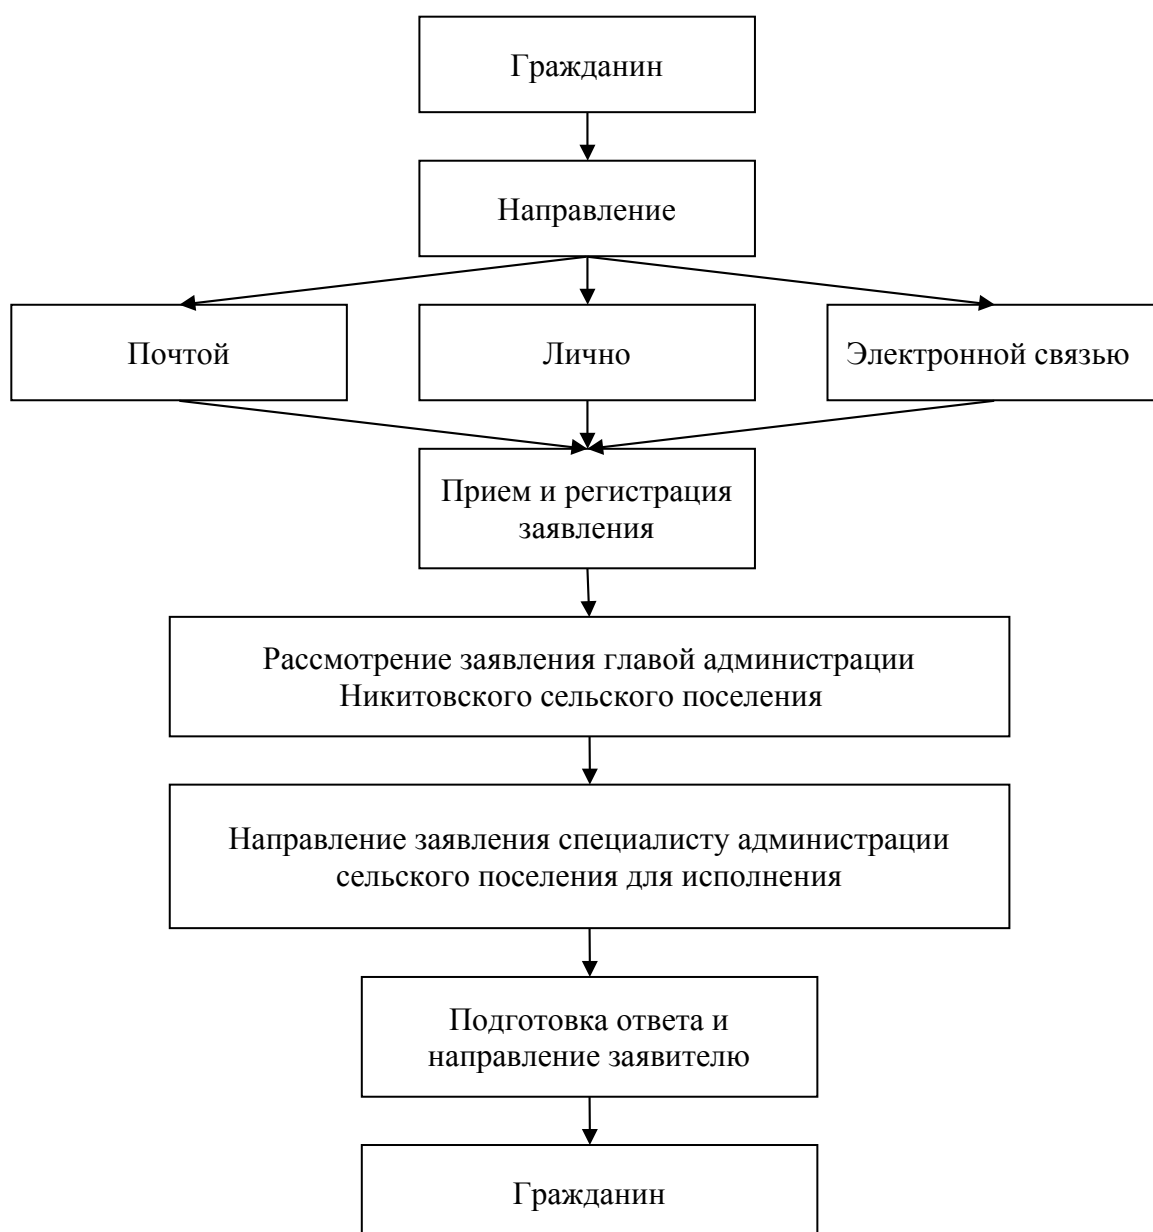 Гражданин
Направление
Почтой
Лично
Электронной связью
Прием и регистрация
заявления
Рассмотрение заявления главой администрации
Никитовского сельского поселения
Направление заявления специалисту администрации
сельского поселения для исполнения
Подготовка ответа и
направление заявителю
Гражданин